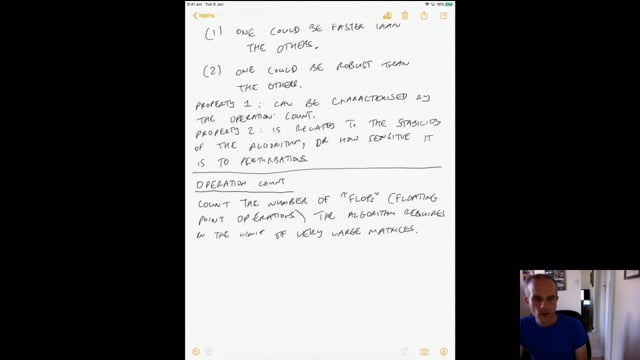 9:41 am Tue 9 Jan
Maths
(1) ONE COULD BE FASTER THAN
THE OTHERS.
(2) ONE COULD BE ROBUST THAN
THE OTHERS.
PROPERTY 1: CAN BE CHARACTERISED BY
THE OPERATION COUNT.
PROPERTY 2: IS RELATED TO THE STABILITY
OF THE ALGORITHM, OR HOW SENSITIVE IT
IS TO PERTURBATIONS.
OPERATION COUNT
COUNT THE NUMBER OF "FLOPS" (FLOATING
POINT OPERATIONS) THE ALGORITHM REQUIRES
IN THE LIMIT OF VERY LARGE MATRICES.